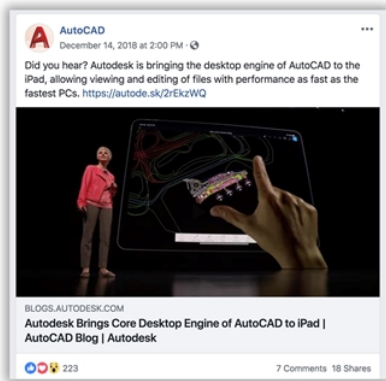 AutoCAD
December 14, 2018 at 2:00 PM ·
Did you hear? Autodesk is bringing the desktop engine of AutoCAD to the
iPad, allowing viewing and editing of files with performance as fast as the
fastest PCs. https://autode.sk/2rEkzWQ
BLOGS.AUTODESK.COM
Autodesk Brings Core Desktop Engine of AutoCAD to iPad |
AutoCAD Blog | Autodesk
223
7 Comments 18 Shares